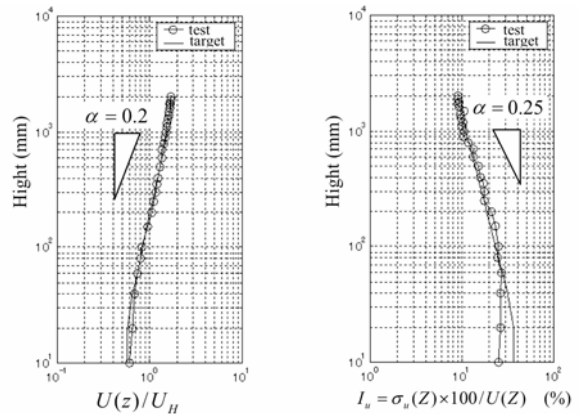 10⁴
test
target
α = 0.2
10³
Hight (mm)
10²
10¹
10⁻¹
10⁰
10¹
U(z)/U_H
10⁴
test
target
α = 0.25
10³
Hight (mm)
10²
10¹
10⁰
10¹
10²
I_u = σ_u(Z)×100/U(Z) (%)